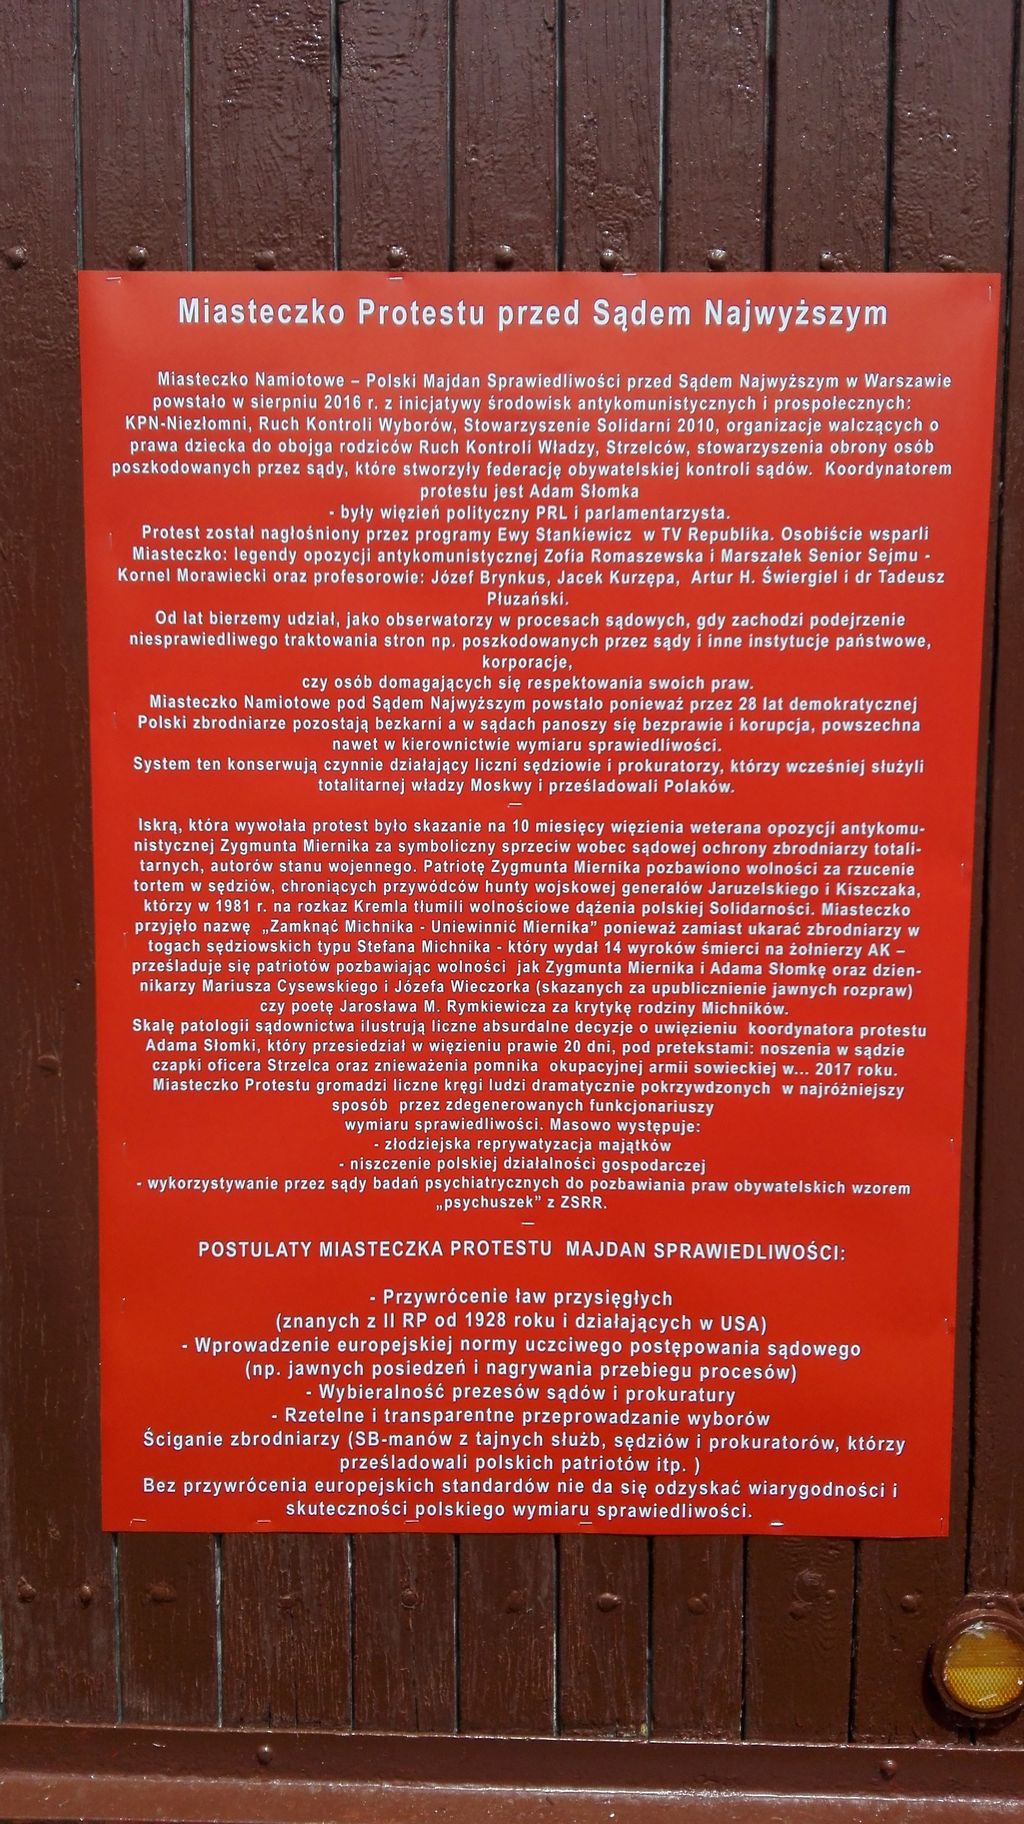 Miasteczko Protestu przed Sądem Najwyższym
Miasteczko Namiotowe – Polski Majdan Sprawiedliwości przed Sądem Najwyższym w Warszawie
powstało w sierpniu 2016 r. z inicjatywy środowisk antykomunistycznych i prospołecznych:
KPN-Niezłomni, Ruch Kontroli Wyborów, Stowarzyszenie Solidarni 2010, organizacje walczących o
prawa dziecka do obojga rodziców Ruch Kontroli Władzy, Strzelców, stowarzyszenia obrony osób
poszkodowanych przez sądy, które stworzyły federację obywatelskiej kontroli sądów. Koordynatorem
protestu jest Adam Słomka
- były więzień polityczny PRL i parlamentarzysta.
Protest został nagłośniony przez programy Ewy Stankiewicz w TV Republika. Osobiście wsparli
Miasteczko: legendy opozycji antykomunistycznej Zofia Romaszewska i Marszałek Senior Sejmu -
Kornel Morawiecki oraz profesorowie: Józef Brynkus, Jacek Kurzępa, Artur H. Świergiel i dr Tadeusz
Płuzański.
Od lat bierzemy udział, jako obserwatorzy w procesach sądowych, gdy zachodzi podejrzenie
niesprawiedliwego traktowania stron np. poszkodowanych przez sądy i inne instytucje państwowe,
korporacje,
czy osób domagających się respektowania swoich praw.
Miasteczko Namiotowe pod Sądem Najwyższym powstało ponieważ przez 28 lat demokratycznej
Polski zbrodniarze pozostają bezkarni a w sądach panoszy się bezprawie i korupcja, powszechna
nawet w kierownictwie wymiaru sprawiedliwości.
System ten konserwują czynnie działający liczni sędziowie i prokuratorzy, którzy wcześniej służyli
totalitarnej władzy Moskwy i prześladowali Polaków.
—
Iskrą, która wywołała protest było skazanie na 10 miesięcy więzienia weterana opozycji antykomu-
nistycznej Zygmunta Miernika za symboliczny sprzeciw wobec sądowej ochrony zbrodniarzy totali-
tarnych, autorów stanu wojennego. Patriotę Zygmunta Miernika pozbawiono wolności za rzucenie
tortem w sędziów, chroniących przywódców hunty wojskowej generałów Jaruzelskiego i Kiszczaka,
którzy w 1981 r. na rozkaz Kremla tłumili wolnościowe dążenia polskiej Solidarności. Miasteczko
przyjęło nazwę „Zamknąć Michnika - Uniewinnić Miernika” ponieważ zamiast ukarać zbrodniarzy w
togach sędziowskich typu Stefana Michnika - który wydał 14 wyroków śmierci na żołnierzy AK –
prześladuje się patriotów pozbawiając wolności jak Zygmunta Miernika i Adama Słomkę oraz dzien-
nikarzy Mariusza Cysewskiego i Józefa Wieczorka (skazanych za upublicznienie jawnych rozpraw)
czy poetę Jarosława M. Rymkiewicza za krytykę rodziny Michników.
Skalę patologii sądownictwa ilustrują liczne absurdalne decyzje o uwięzieniu koordynatora protestu
Adama Słomki, który przesiedział w więzieniu prawie 20 dni, pod pretekstami: noszenia w sądzie
czapki oficera Strzelca oraz znieważenia pomnika okupacyjnej armii sowieckiej w... 2017 roku.
Miasteczko Protestu gromadzi liczne kręgi ludzi dramatycznie pokrzywdzonych w najróżniejszy
sposób przez zdegenerowanych funkcjonariuszy
wymiaru sprawiedliwości. Masowo występuje:
- złodziejska reprywatyzacja majątków
- niszczenie polskiej działalności gospodarczej
- wykorzystywanie przez sądy badań psychiatrycznych do pozbawiania praw obywatelskich wzorem
„psychuszek” z ZSRR.
—
POSTULATY MIASTECZKA PROTESTU MAJDAN SPRAWIEDLIWOŚCI:
- Przywrócenie ław przysięgłych
(znanych z II RP od 1928 roku i działających w USA)
- Wprowadzenie europejskiej normy uczciwego postępowania sądowego
(np. jawnych posiedzeń i nagrywania przebiegu procesów)
- Wybieralność prezesów sądów i prokuratury
- Rzetelne i transparentne przeprowadzanie wyborów
Ściganie zbrodniarzy (SB-manów z tajnych służb, sędziów i prokuratorów, którzy
prześladowali polskich patriotów itp. )
Bez przywrócenia europejskich standardów nie da się odzyskać wiarygodności i
skuteczności polskiego wymiaru sprawiedliwości.